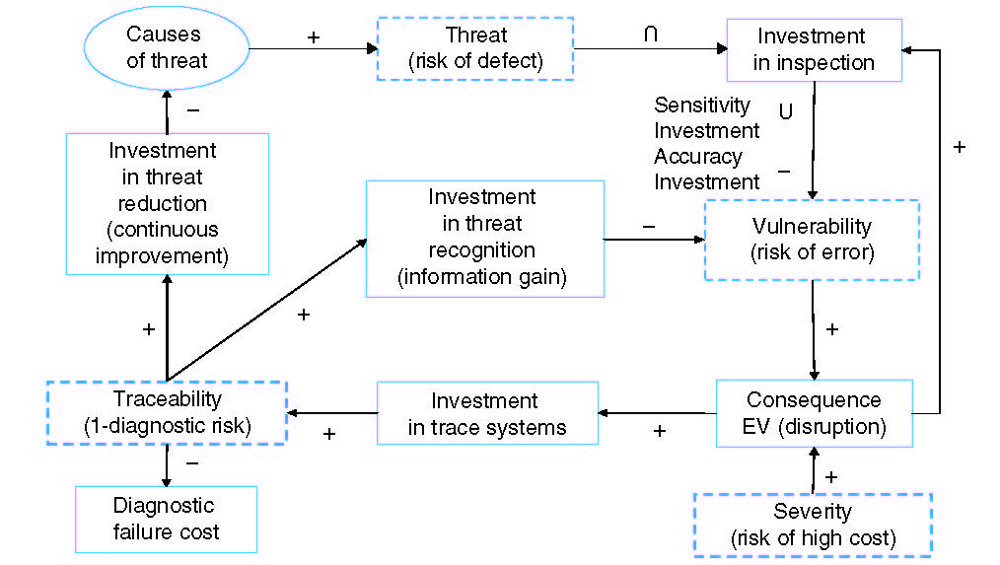 Causes
of threat
+
Threat
(risk of defect)
∩
Investment
in inspection
−
Sensitivity
Investment
Accuracy
Investment
∪
−
+
Investment
in threat
reduction
(continuous
improvement)
Investment
in threat
recognition
(information gain)
−
Vulnerability
(risk of error)
+
+
+
Traceability
(1-diagnostic risk)
+
Investment
in trace systems
+
Consequence
EV (disruption)
−
+
Diagnostic
failure cost
Severity
(risk of high cost)